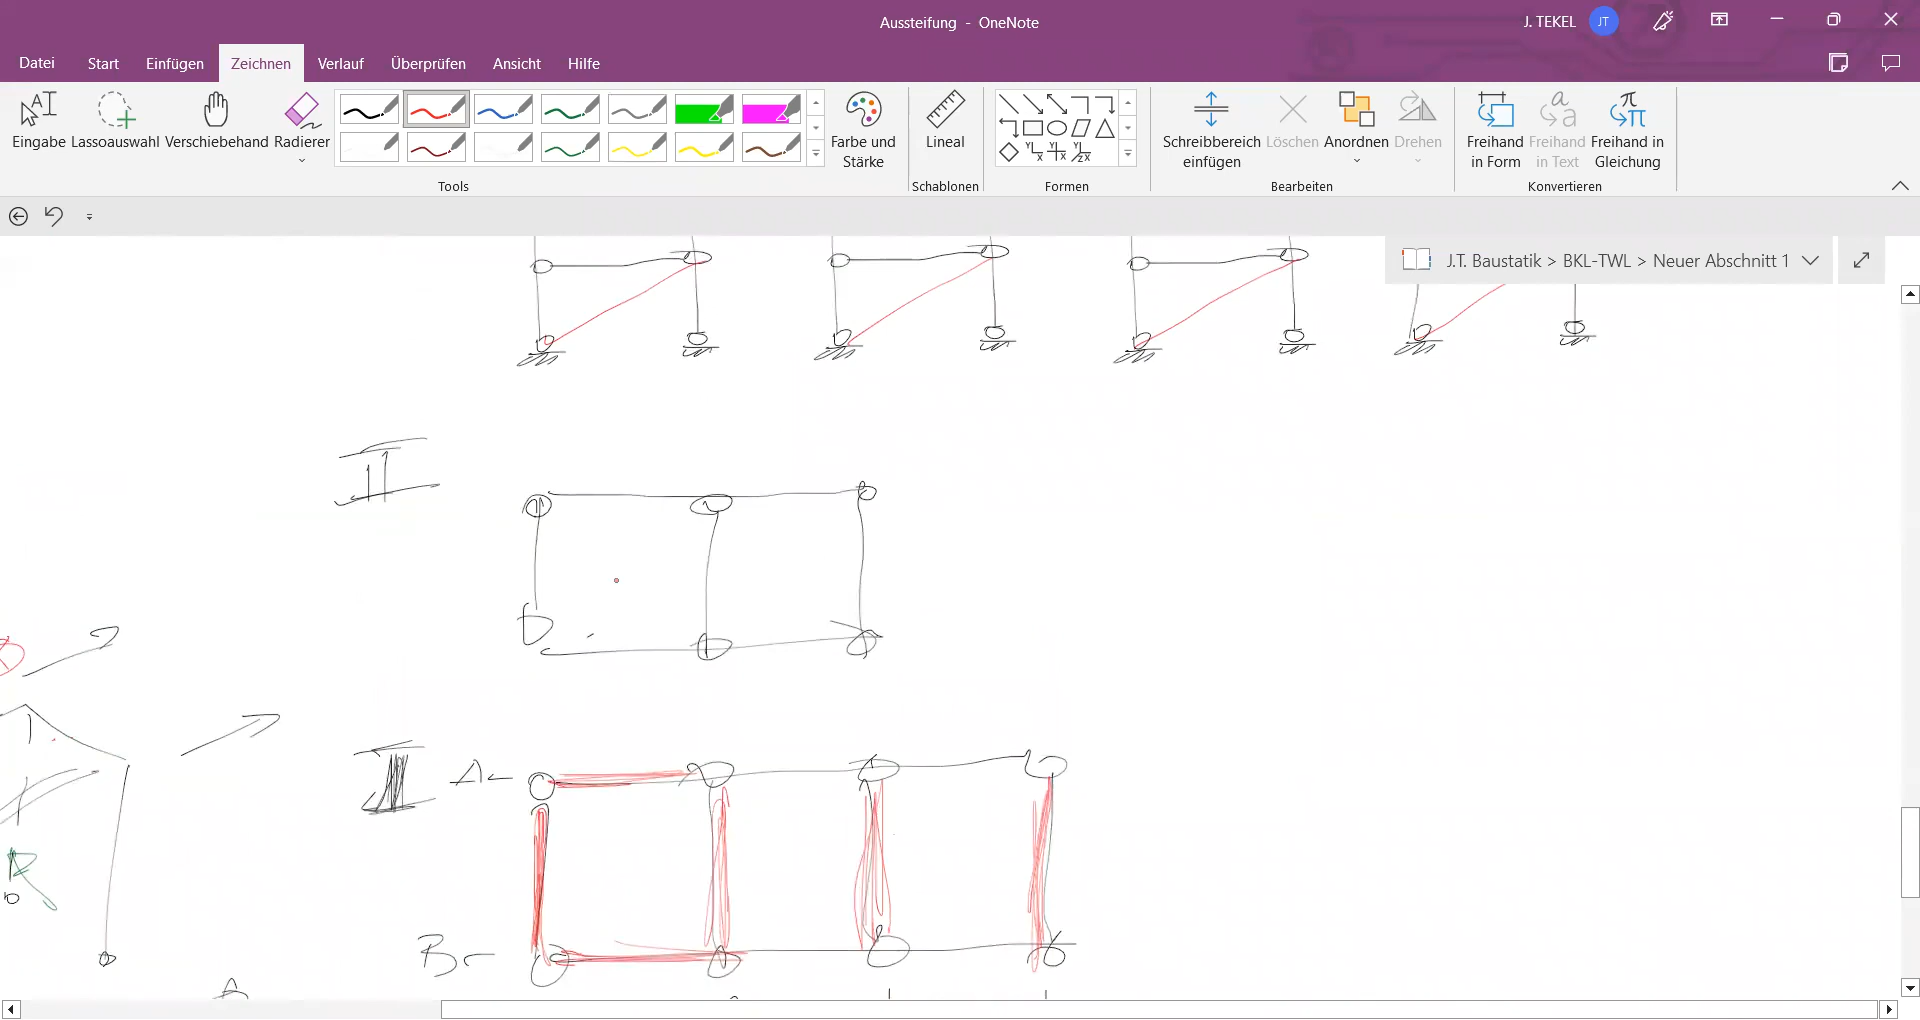 Aussteifung - OneNote
J. TEKEL JT
Datei Start Einfügen Zeichnen Verlauf Überprüfen Ansicht Hilfe
Eingabe Lassoauswahl Verschiebehand Radierer
Farbe und Stärke
Lineal
Schreibbereich einfügen Löschen Anordnen Drehen
Freihand in Form Freihand in Text Freihand in Gleichung
Tools Schablonen Formen Bearbeiten Konvertieren
J.T. Baustatik > BKL-TWL > Neuer Abschnitt 1
II
A
B